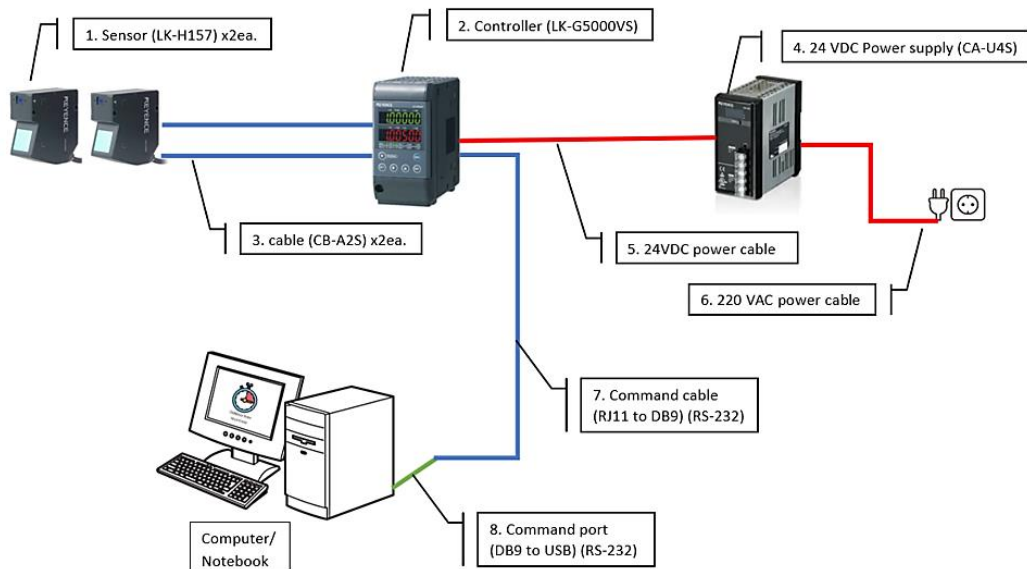 1. Sensor (LK-H157) x2ea.
2. Controller (LK-G5000VS)
4. 24 VDC Power supply (CA-U4S)
KEYENCE
KEYENCE
3. cable (CB-A2S) x2ea.
5. 24VDC power cable
6. 220 VAC power cable
7. Command cable
(RJ11 to DB9) (RS-232)
8. Command port
(DB9 to USB) (RS-232)
Computer/
Notebook